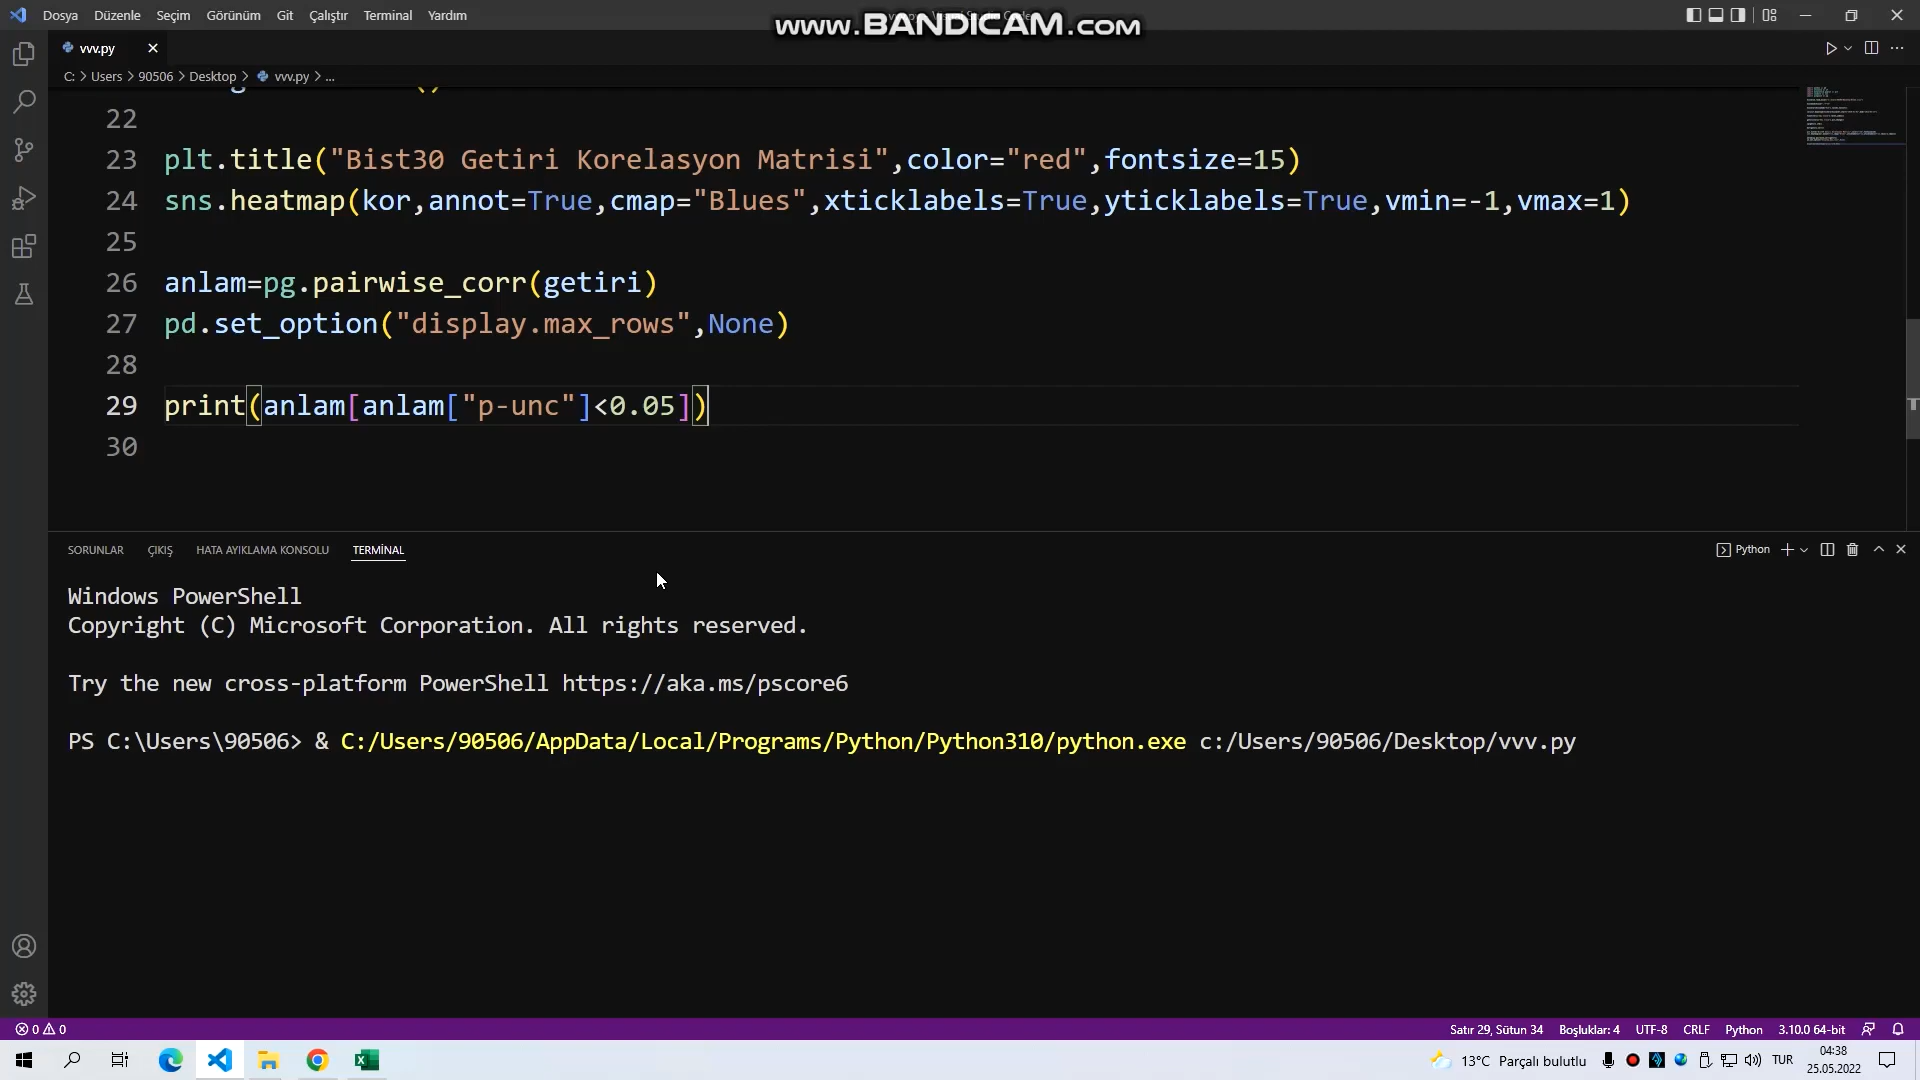 Dosya Düzenle Seçim Görünüm Git Çalıştır Terminal Yardım
www.BANDICAM.com
vvv.py
C: > Users > 90506 > Desktop > vvv.py > ...
22
23 plt.title("Bist30 Getiri Korelasyon Matrisi",color="red",fontsize=15)
24 sns.heatmap(kor,annot=True,cmap="Blues",xticklabels=True,yticklabels=True,vmin=-1,vmax=1)
25
26 anlam=pg.pairwise_corr(getiri)
27 pd.set_option("display.max_rows",None)
28
29 print(anlam[anlam["p-unc"]<0.05])
30
SORUNLAR ÇIKIŞ HATA AYIKLAMA KONSOLU TERMİNAL
Python
Windows PowerShell
Copyright (C) Microsoft Corporation. All rights reserved.
Try the new cross-platform PowerShell https://aka.ms/pscore6
PS C:\Users\90506> & C:/Users/90506/AppData/Local/Programs/Python/Python310/python.exe c:/Users/90506/Desktop/vvv.py
0 0
Satır 29, Sütun 34 Boşluklar: 4 UTF-8 CRLF Python 3.10.0 64-bit
13°C Parçalı bulutlu
TUR
04:38
25.05.2022